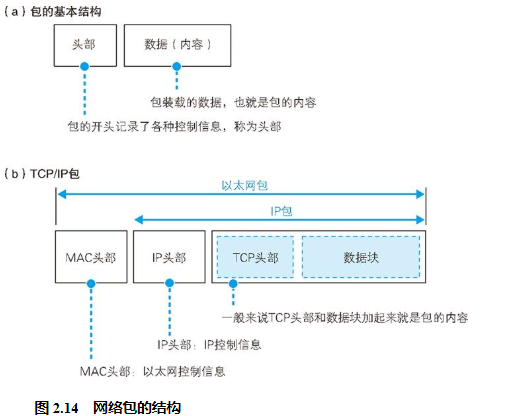 (a) 包的基本结构
头部
数据（内容）
包装载的数据，也就是包的内容
包的开头记录了各种控制信息，称为头部
(b) TCP/IP包
以太网包
IP包
MAC头部
IP头部
TCP头部
数据块
一般来说TCP头部和数据块加起来就是包的内容
IP头部：IP控制信息
MAC头部：以太网控制信息
图 2.14 网络包的结构